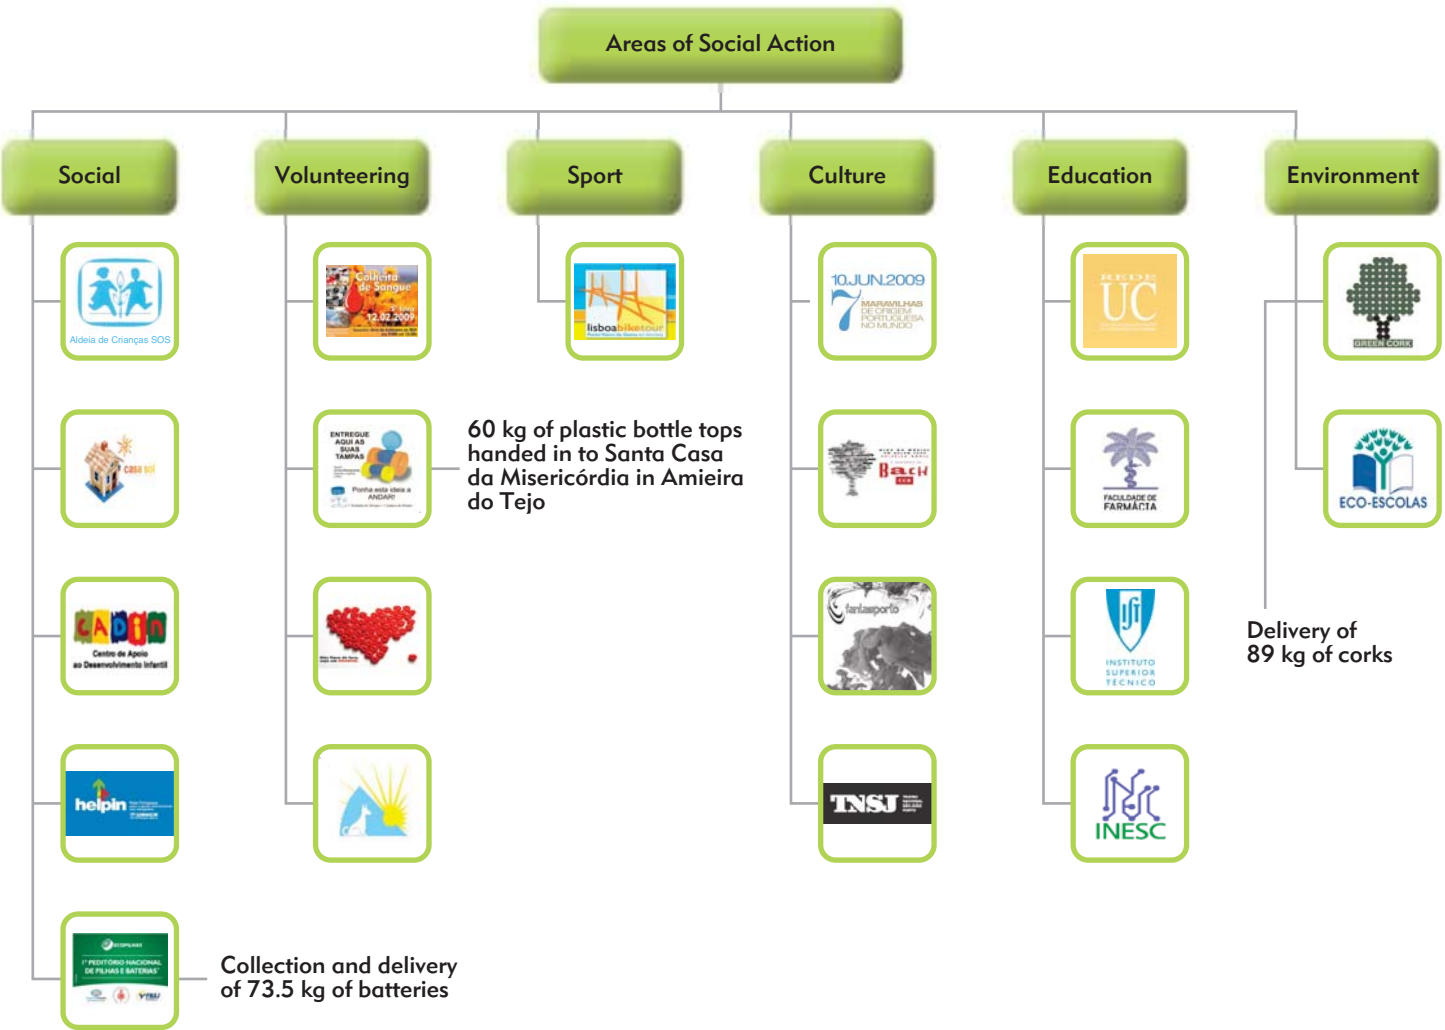 Areas of Social Action
Social
Volunteering
Sport
Culture
Education
Environment
Aldeia de Crianças SOS
Colheita
de Sangue
12.02.2009
lisboabiketour
10.JUN.2009
7 MARAVILHAS
DE ORIGEM
PORTUGUESA
NO MUNDO
REDE
UC
GREEN CORK
casa sol
ENTREGUE
AQUI AS
SUAS
TAMPAS
Ponha esta ideia a
ANDAR!
60 kg of plastic bottle tops
handed in to Santa Casa
da Misericórdia in Amieira
do Tejo
Bach
CCB
FACULDADE DE
FARMÁCIA
ECO-ESCOLAS
CADin
Centro de Apoio
ao Desenvolvimento Infantil
fantasporto
IST
INSTITUTO
SUPERIOR
TÉCNICO
Delivery of
89 kg of corks
helpin
TNSJ
INESC
ECOPILHAS
1º PEDITÓRIO NACIONAL
DE PILHAS E BATERIAS
Collection and delivery
of 73.5 kg of batteries